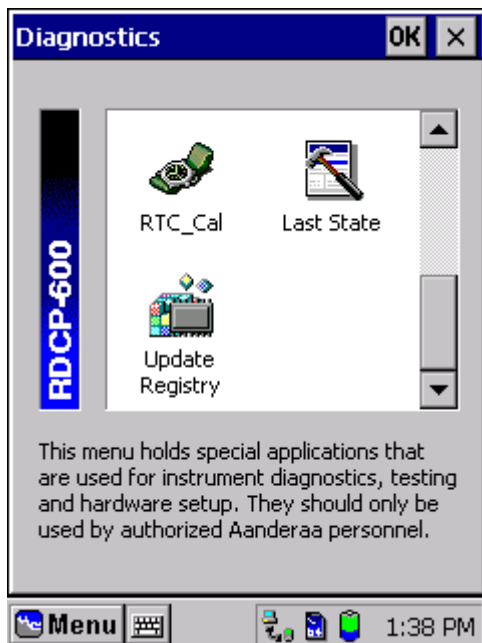 Diagnostics
OK
RDCP-600
RTC_Cal
Last State
Update
Registry
This menu holds special applications that
are used for instrument diagnostics, testing
and hardware setup. They should only be
used by authorized Aanderaa personnel.
Menu
1:38 PM